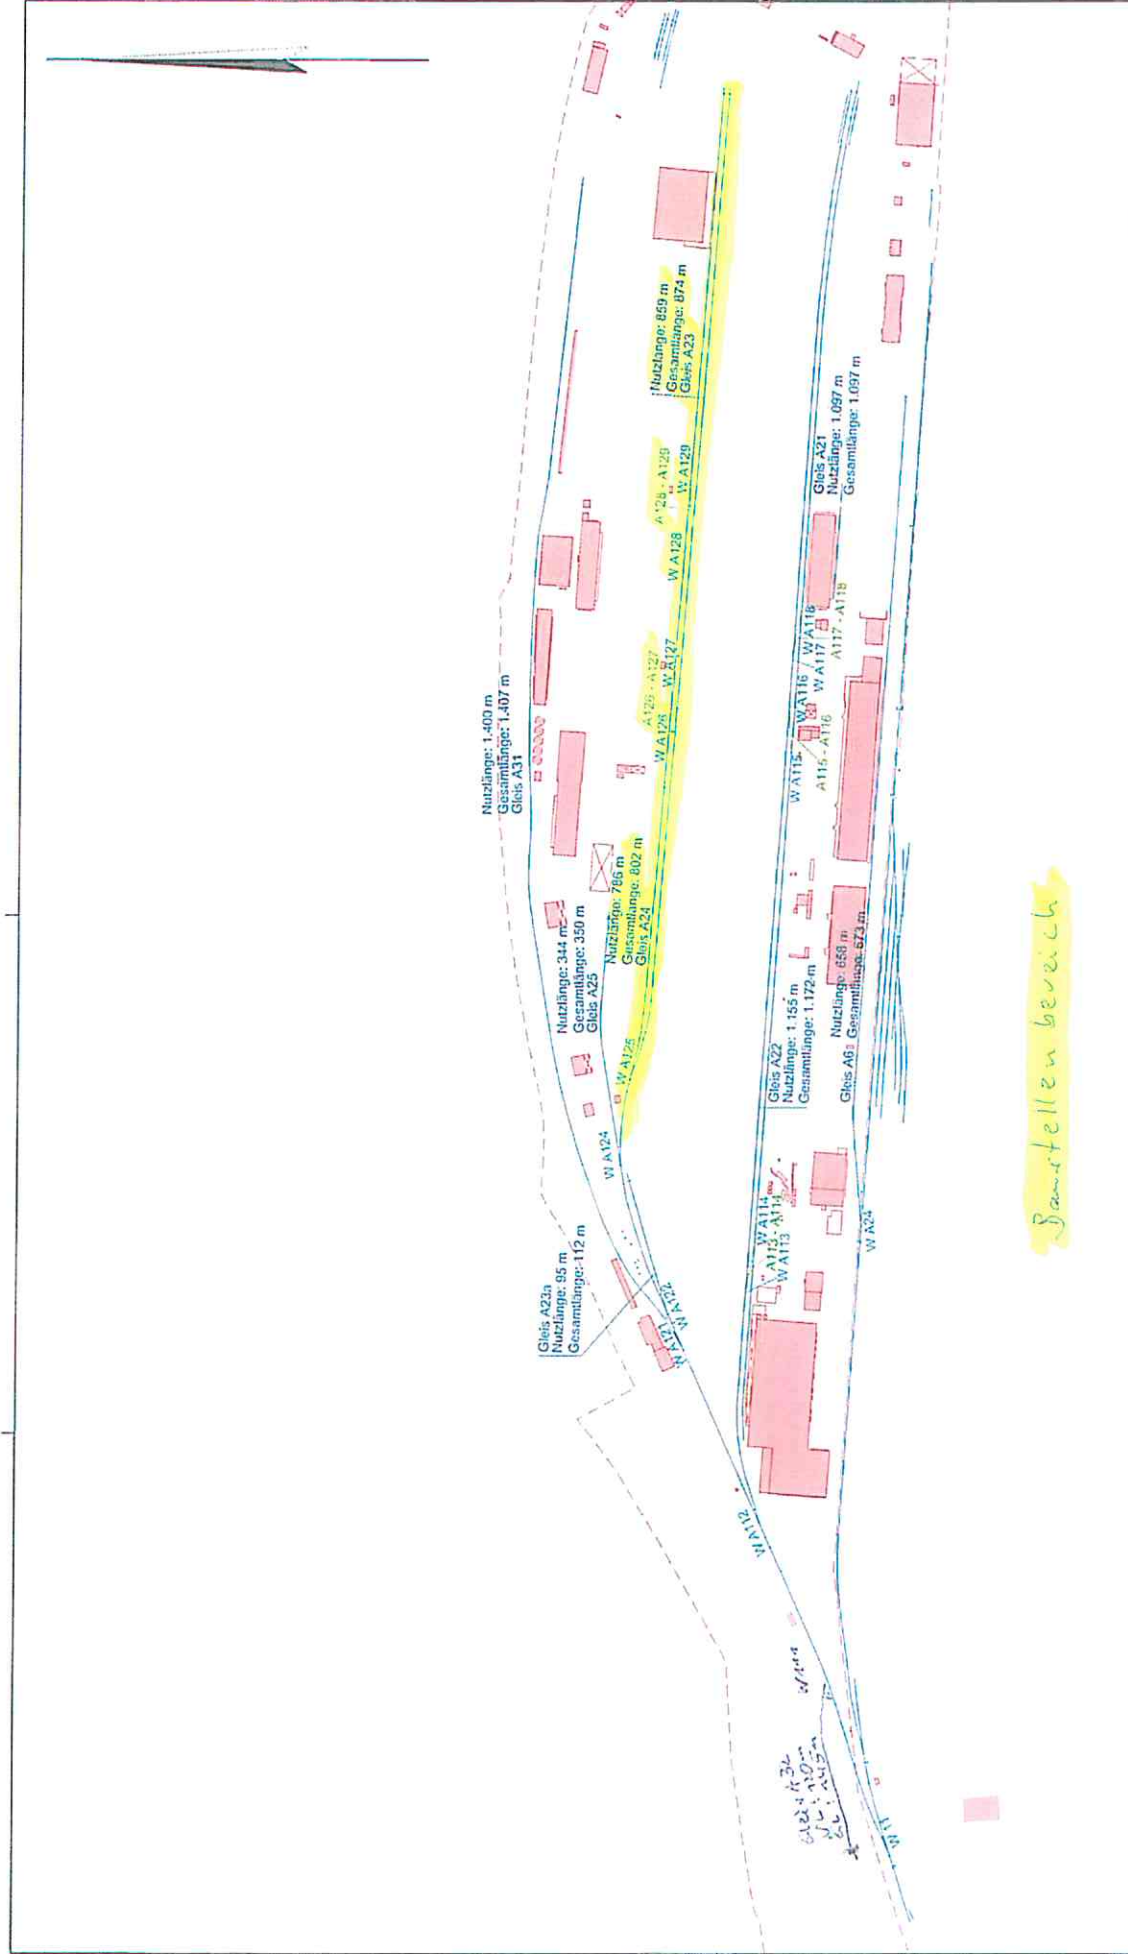 Nutzlänge: 1.400 m
Gesamtlänge: 1.407 m
Gleis A31
Nutzlänge: 344 m
Gesamtlänge: 350 m
Gleis A25
Nutzlänge: 786 m
Gesamtlänge: 802 m
Gleis A24
Nutzlänge: 859 m
Gesamtlänge: 874 m
Gleis A23
Gleis A23a
Nutzlänge: 95 m
Gesamtlänge: 112 m
W A121
W A122
W A124
W A125
W A126
A126 - A127
W A127
W A128
A128 - A129
W A129
Gleis A21
Nutzlänge: 1.097 m
Gesamtlänge: 1.097 m
Gleis A22
Nutzlänge: 1.155 m
Gesamtlänge: 1.172 m
Nutzlänge: 658 m
Gleis A6
Gesamtlänge: 673 m
W A112
W A113
A113 - A114
W A114
W A115
A115 - A116
W A116
W A117
A117 - A118
W A118
W A24
W 111
W 11